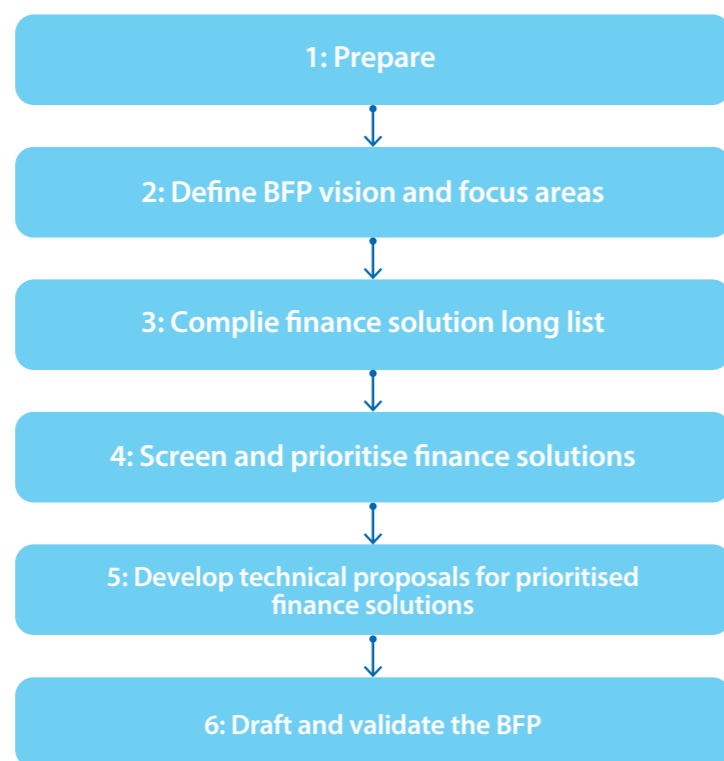 1: Prepare
2: Define BFP vision and focus areas
3: Complie finance solution long list
4: Screen and prioritise finance solutions
5: Develop technical proposals for prioritised
finance solutions
6: Draft and validate the BFP